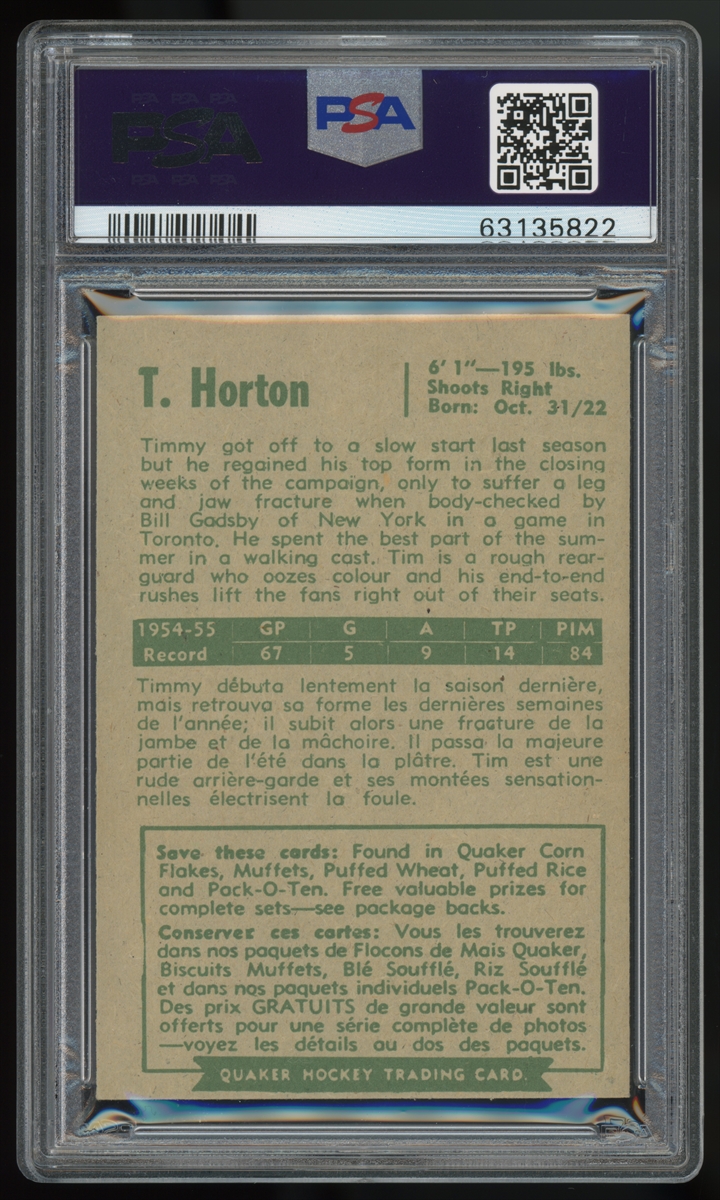 PSA PSA PSA
PSA
PSA PSA PSA
PSA
63135822
T. Horton
6' 1"—195 lbs.
Shoots Right
Born: Oct. 31/22
Timmy got off to a slow start last season
but he regained his top form in the closing
weeks of the campaign, only to suffer a leg
and jaw fracture when body-checked by
Bill Gadsby of New York in a game in
Toronto. He spent the best part of the sum-
mer in a walking cast. Tim is a rough rear-
guard who oozes colour and his end-to-end
rushes lift the fans right out of their seats.
1954-55 GP G A TP PIM
Record 67 5 9 14 84
Timmy débuta lentement la saison dernière,
mais retrouva sa forme les dernières semaines
de l'année; il subit alors une fracture de la
jambe et de la mâchoire. Il passa la majeure
partie de l'été dans la plâtre. Tim est une
rude arrière-garde et ses montées sensation-
nelles électrisent la foule.
Save these cards: Found in Quaker Corn
Flakes, Muffets, Puffed Wheat, Puffed Rice
and Pack-O-Ten. Free valuable prizes for
complete sets—see package backs.
Conservez ces cartes: Vous les trouverez
dans nos paquets de Flocons de Mais Quaker,
Biscuits Muffets, Blé Soufflé, Riz Soufflé
et dans nos paquets individuels Pack-O-Ten.
Des prix GRATUITS de grande valeur sont
offerts pour une série complète de photos
—voyez les détails au dos des paquets.
QUAKER HOCKEY TRADING CARD.